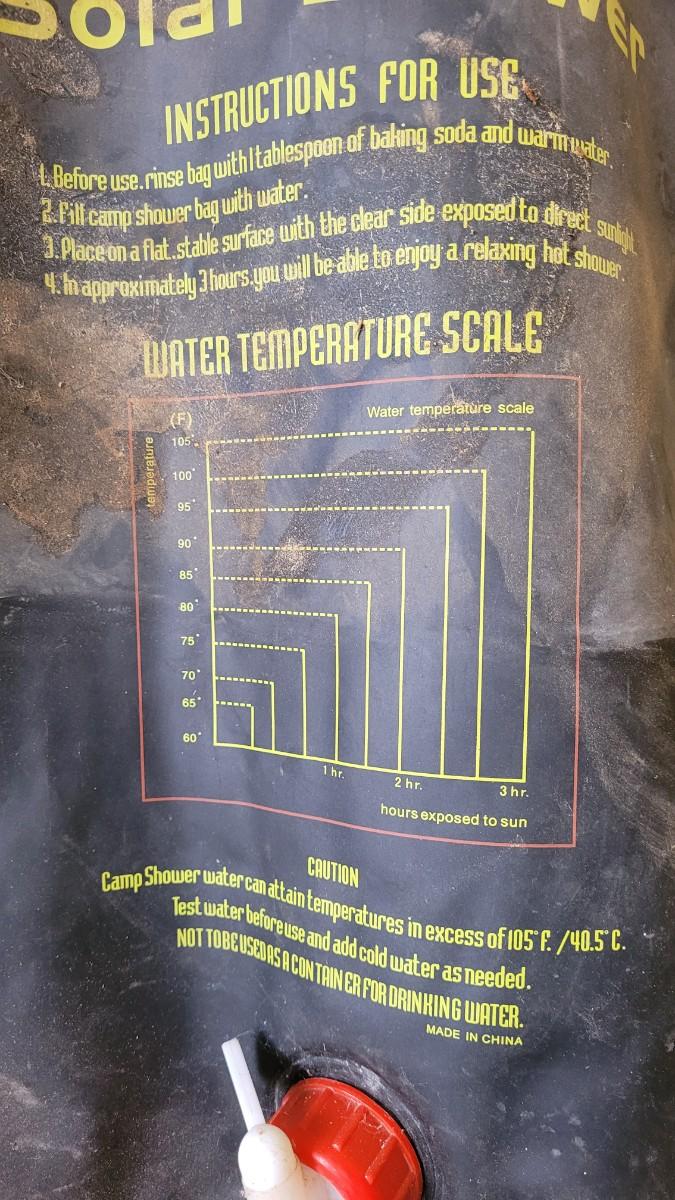 Solar Shower
INSTRUCTIONS FOR USE
1. Before use. rinse bag with 1 tablespoon of baking soda and warm water.
2. Fill camp shower bag with water.
3. Place on a flat. stable surface with the clear side exposed to direct sunlight.
4. In approximately 3 hours. you will be able to enjoy a relaxing hot shower.
WATER TEMPERATURE SCALE
(F)
Water temperature scale
temperature
105°
100°
95°
90°
85°
80°
75°
70°
65°
60°
1 hr.
2 hr.
3 hr.
hours exposed to sun
CAUTION
Camp Shower water can attain temperatures in excess of 105°F. /40.5°C.
Test water before use and add cold water as needed.
NOT TO BE USED AS A CONTAINER FOR DRINKING WATER.
MADE IN CHINA